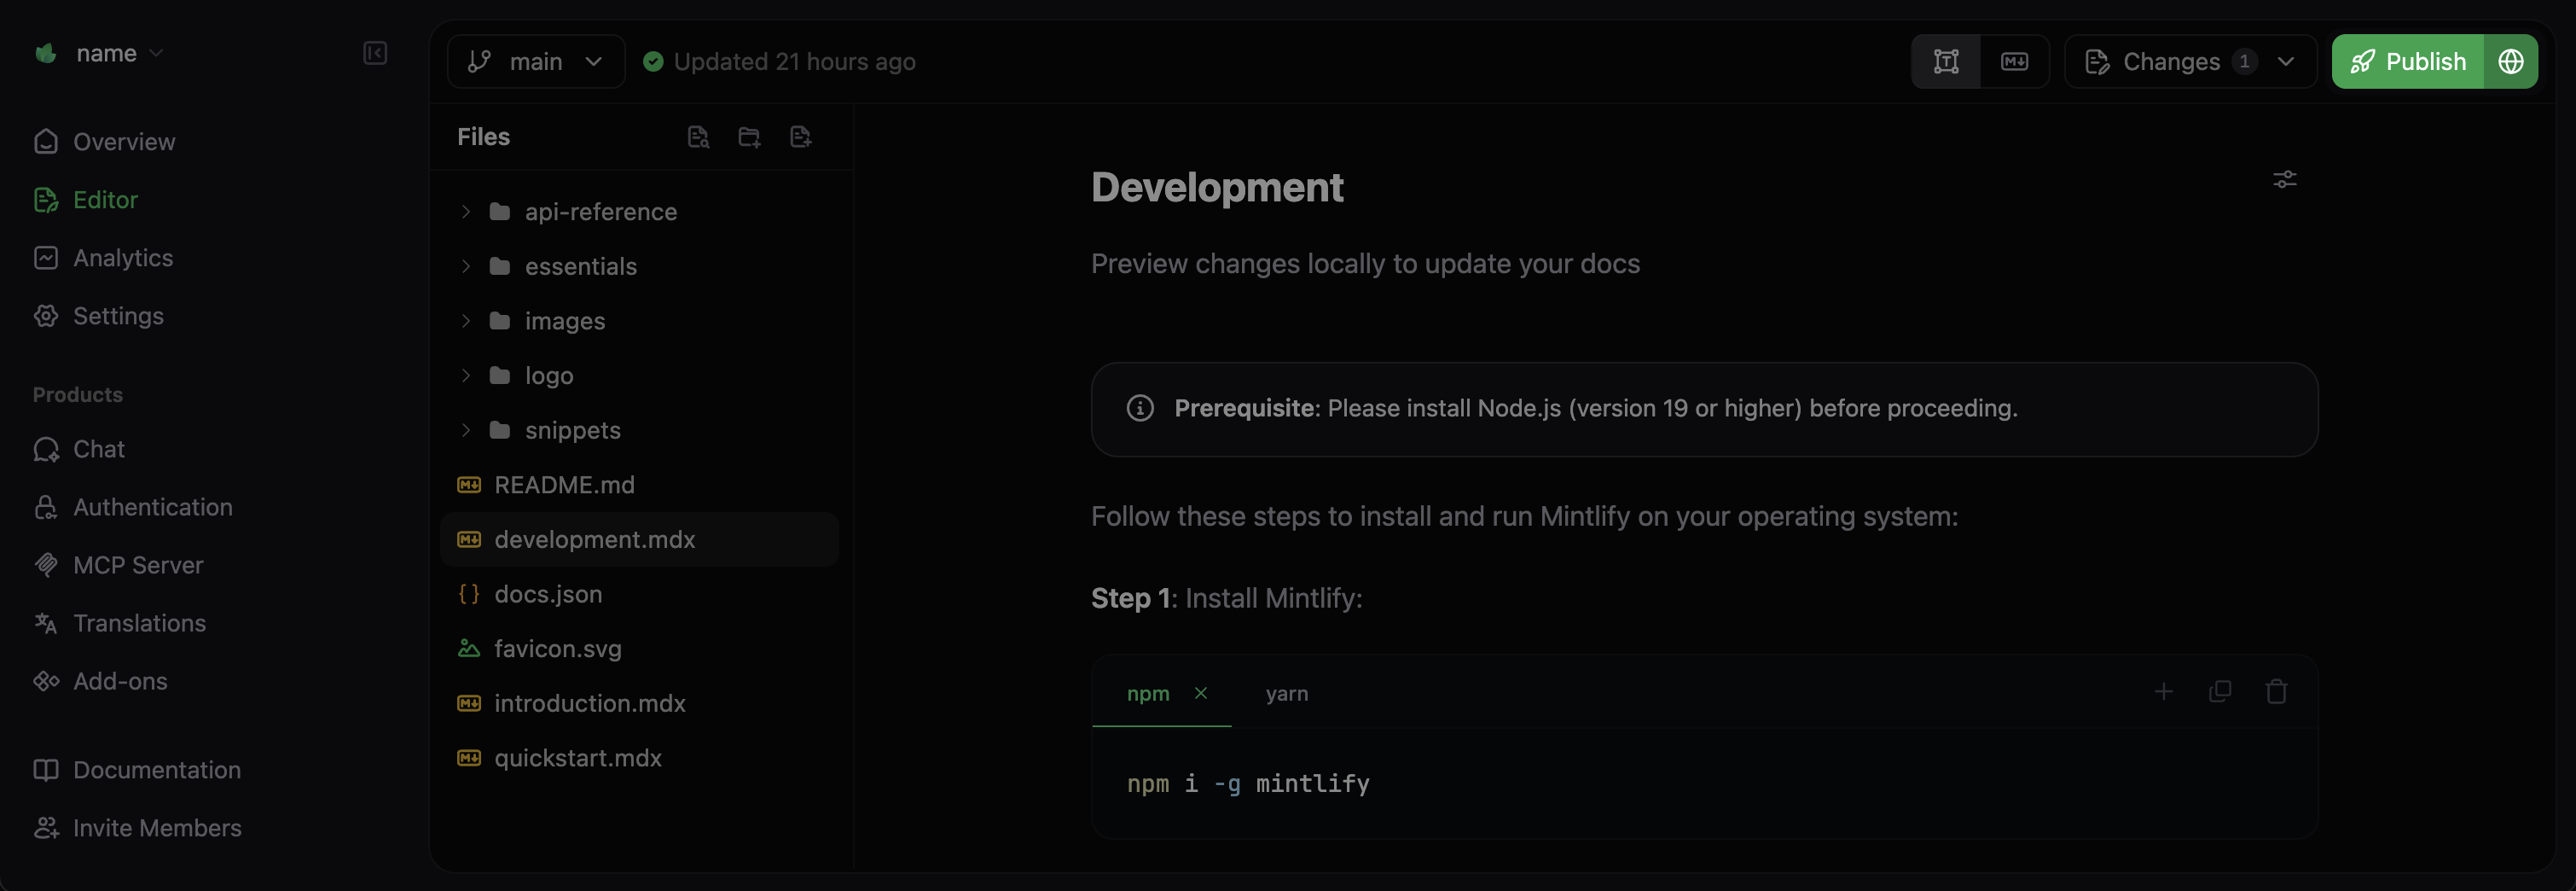 name
Overview
Editor
Analytics
Settings
Products
Chat
Authentication
MCP Server
Translations
Add-ons
Documentation
Invite Members
main
Updated 21 hours ago
Changes 1
Publish
Files
api-reference
essentials
images
logo
snippets
README.md
development.mdx
docs.json
favicon.svg
introduction.mdx
quickstart.mdx
Development
Preview changes locally to update your docs
Prerequisite: Please install Node.js (version 19 or higher) before proceeding.
Follow these steps to install and run Mintlify on your operating system:
Step 1: Install Mintlify:
npm yarn
npm i -g mintlify